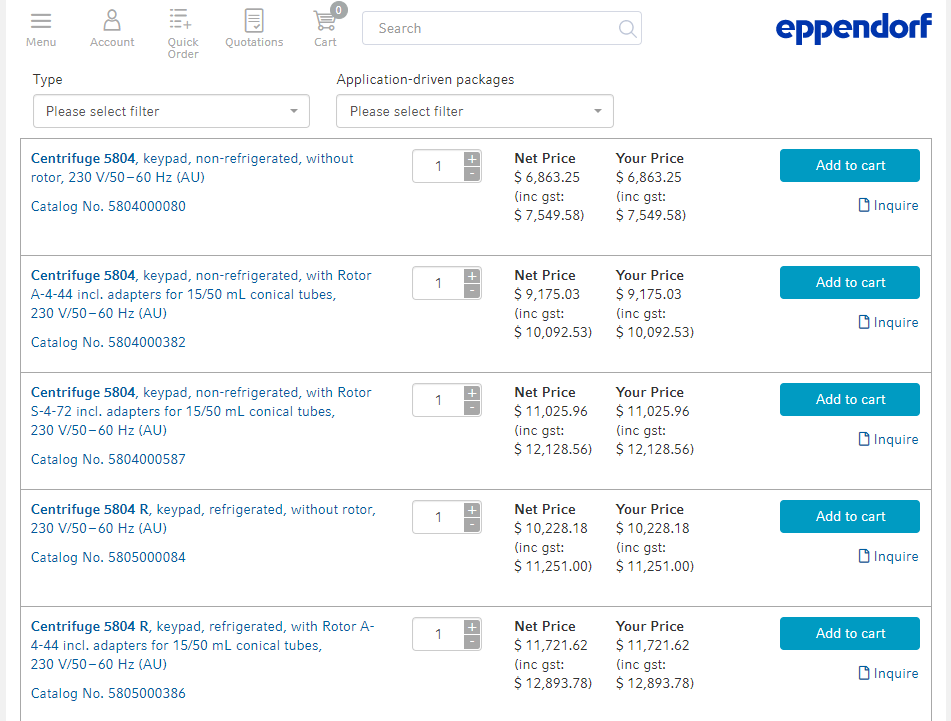 Menu
Account
Quick
Order
Quotations
0
Cart
Search
eppendorf
Type
Application-driven packages
Please select filter
Please select filter
Centrifuge 5804, keypad, non-refrigerated, without
rotor, 230 V/50–60 Hz (AU)
Catalog No. 5804000080
1
+
-
Net Price
$ 6,863.25
(inc gst:
$ 7,549.58)
Your Price
$ 6,863.25
(inc gst:
$ 7,549.58)
Add to cart
Inquire
Centrifuge 5804, keypad, non-refrigerated, with Rotor
A-4-44 incl. adapters for 15/50 mL conical tubes,
230 V/50–60 Hz (AU)
Catalog No. 5804000382
1
+
-
Net Price
$ 9,175.03
(inc gst:
$ 10,092.53)
Your Price
$ 9,175.03
(inc gst:
$ 10,092.53)
Add to cart
Inquire
Centrifuge 5804, keypad, non-refrigerated, with Rotor
S-4-72 incl. adapters for 15/50 mL conical tubes,
230 V/50–60 Hz (AU)
Catalog No. 5804000587
1
+
-
Net Price
$ 11,025.96
(inc gst:
$ 12,128.56)
Your Price
$ 11,025.96
(inc gst:
$ 12,128.56)
Add to cart
Inquire
Centrifuge 5804 R, keypad, refrigerated, without rotor,
230 V/50–60 Hz (AU)
Catalog No. 5805000084
1
+
-
Net Price
$ 10,228.18
(inc gst:
$ 11,251.00)
Your Price
$ 10,228.18
(inc gst:
$ 11,251.00)
Add to cart
Inquire
Centrifuge 5804 R, keypad, refrigerated, with Rotor A-
4-44 incl. adapters for 15/50 mL conical tubes,
230 V/50–60 Hz (AU)
Catalog No. 5805000386
1
+
-
Net Price
$ 11,721.62
(inc gst:
$ 12,893.78)
Your Price
$ 11,721.62
(inc gst:
$ 12,893.78)
Add to cart
Inquire